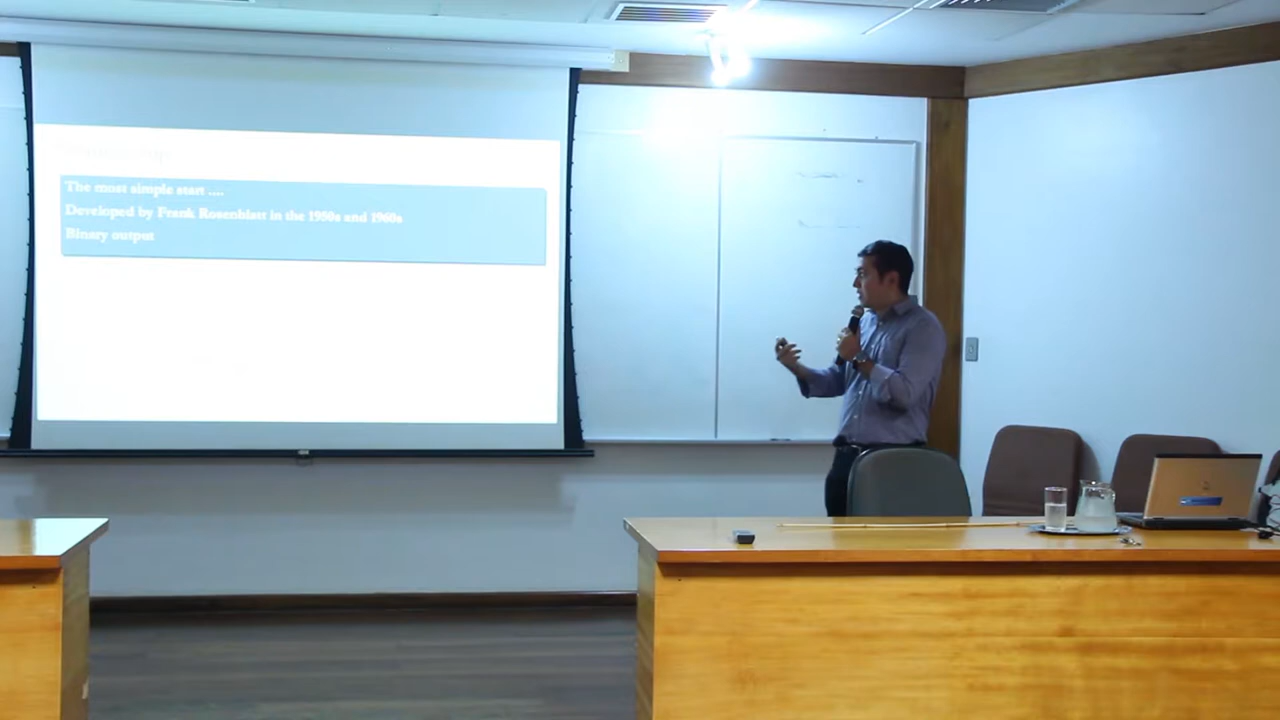 The most simple start ....
Developed by Frank Rosenblatt in the 1950s and 1960s
Binary output